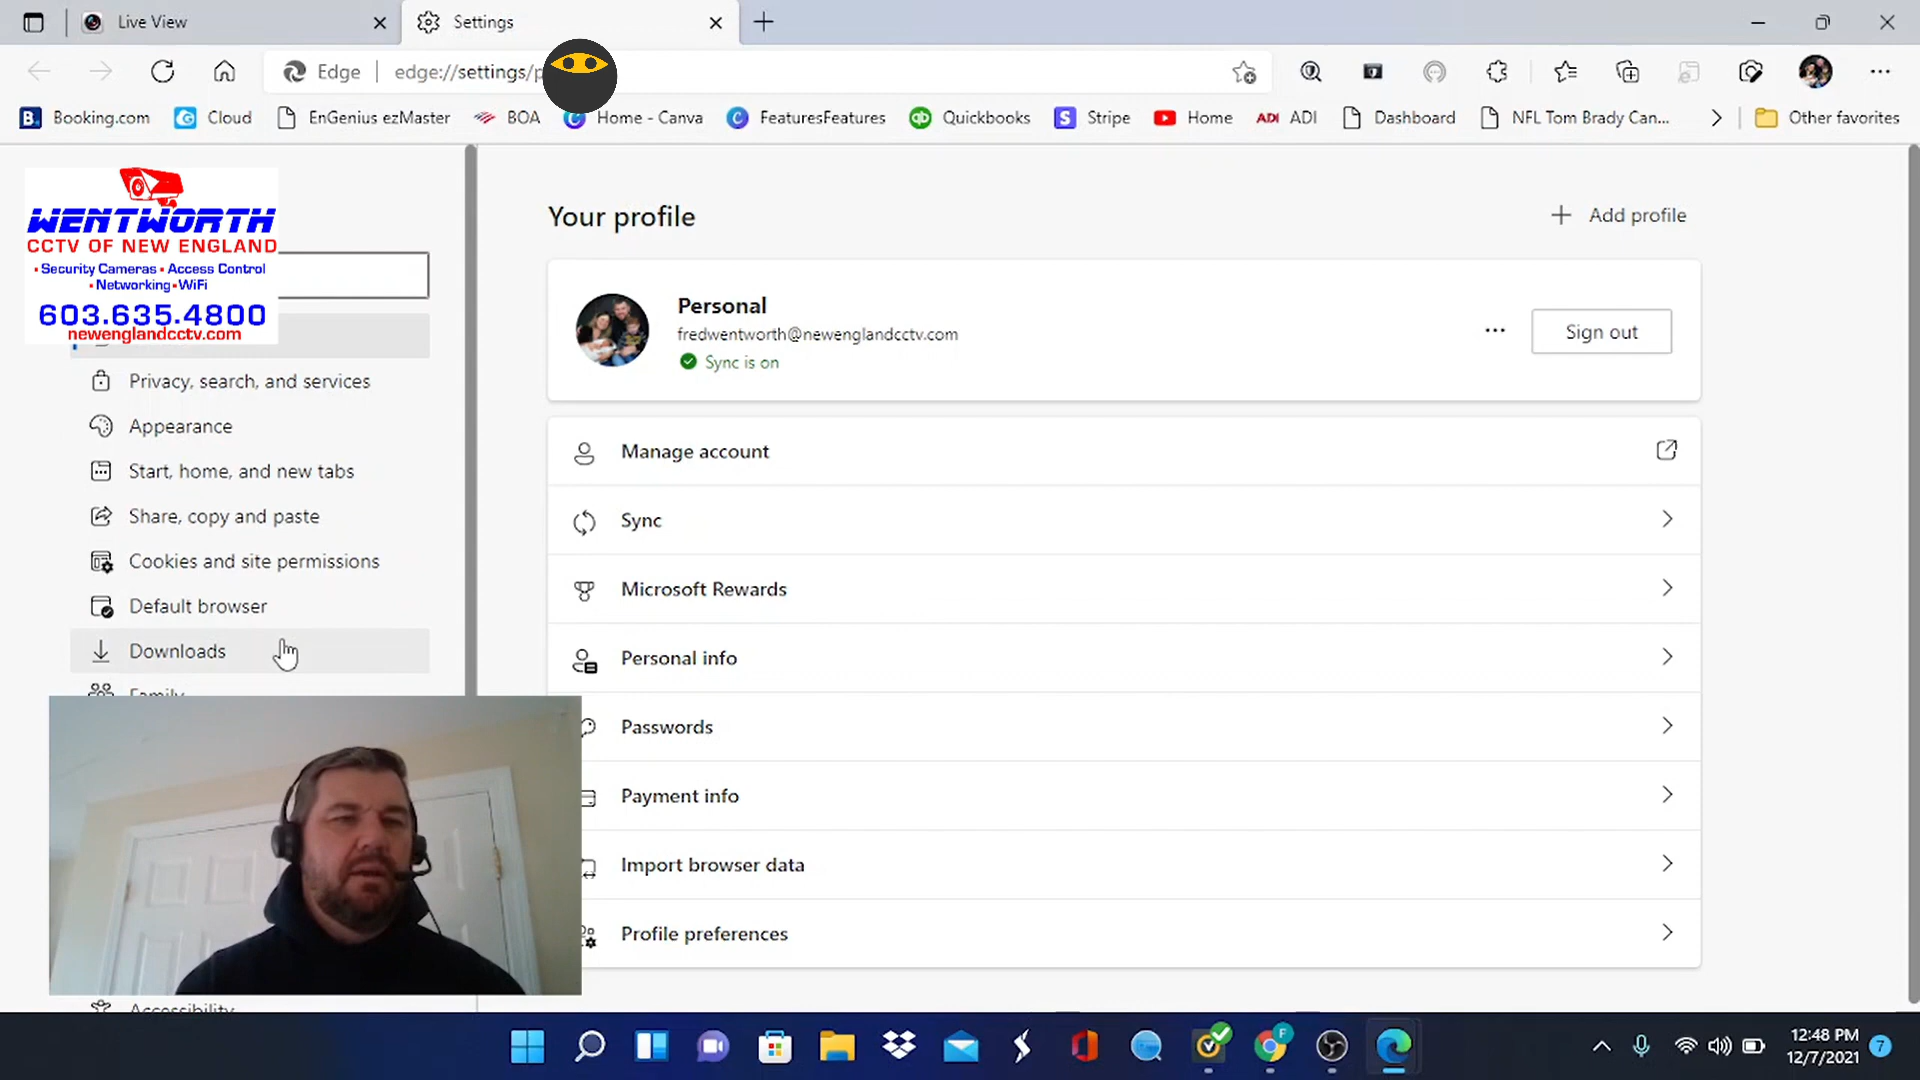 Live View
Settings
Edge
edge://settings/p
Booking.com
Cloud
EnGenius ezMaster
BOA
Home - Canva
FeaturesFeatures
Quickbooks
Stripe
Home
ADI ADI
Dashboard
NFL Tom Brady Can...
Other favorites
WENTWORTH
CCTV OF NEW ENGLAND
• Security Cameras • Access Control
• Networking • WiFi
603.635.4800
newenglandcctv.com
Privacy, search, and services
Appearance
Start, home, and new tabs
Share, copy and paste
Cookies and site permissions
Default browser
Downloads
Family
Accessibility
Your profile
Add profile
Personal
fredwentworth@newenglandcctv.com
Sync is on
Sign out
Manage account
Sync
Microsoft Rewards
Personal info
Passwords
Payment info
Import browser data
Profile preferences
F
12:48 PM
12/7/2021
7